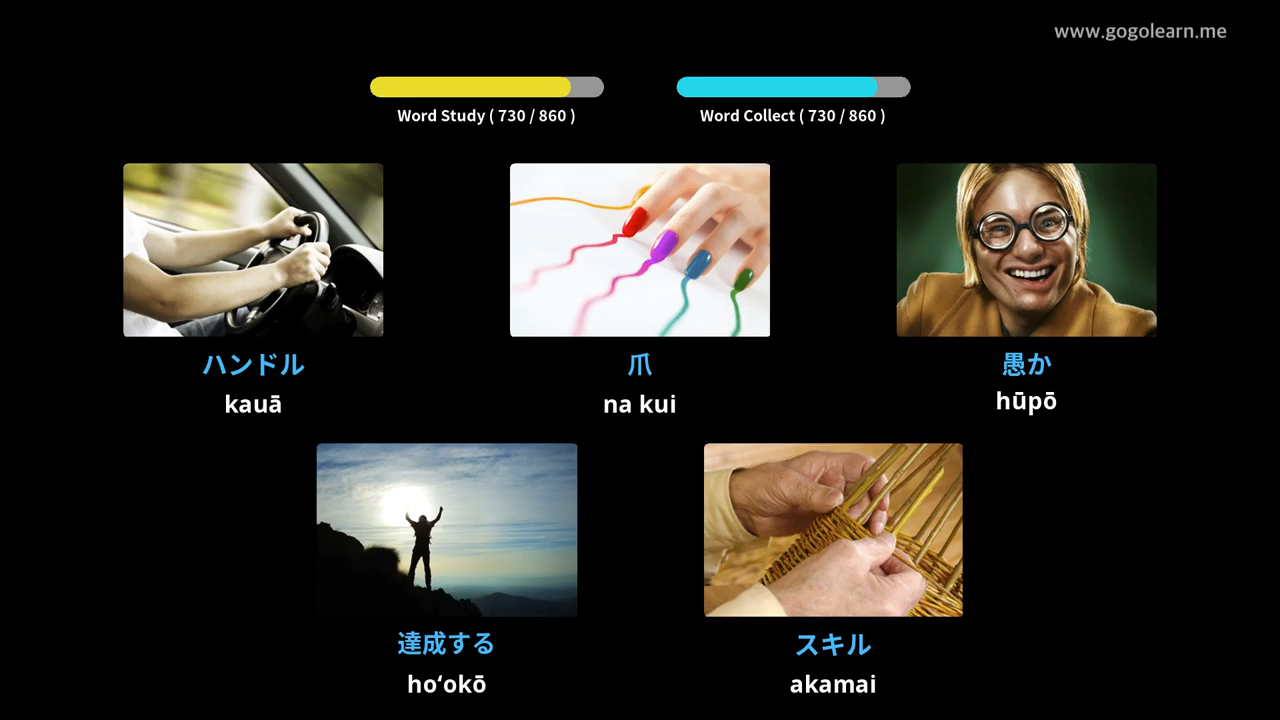 www.gogolearn.me
Word Study ( 730 / 860 )
Word Collect ( 730 / 860 )
ハンドル
kauā
爪
na kui
愚か
hūpō
達成する
hoʻokō
スキル
akamai